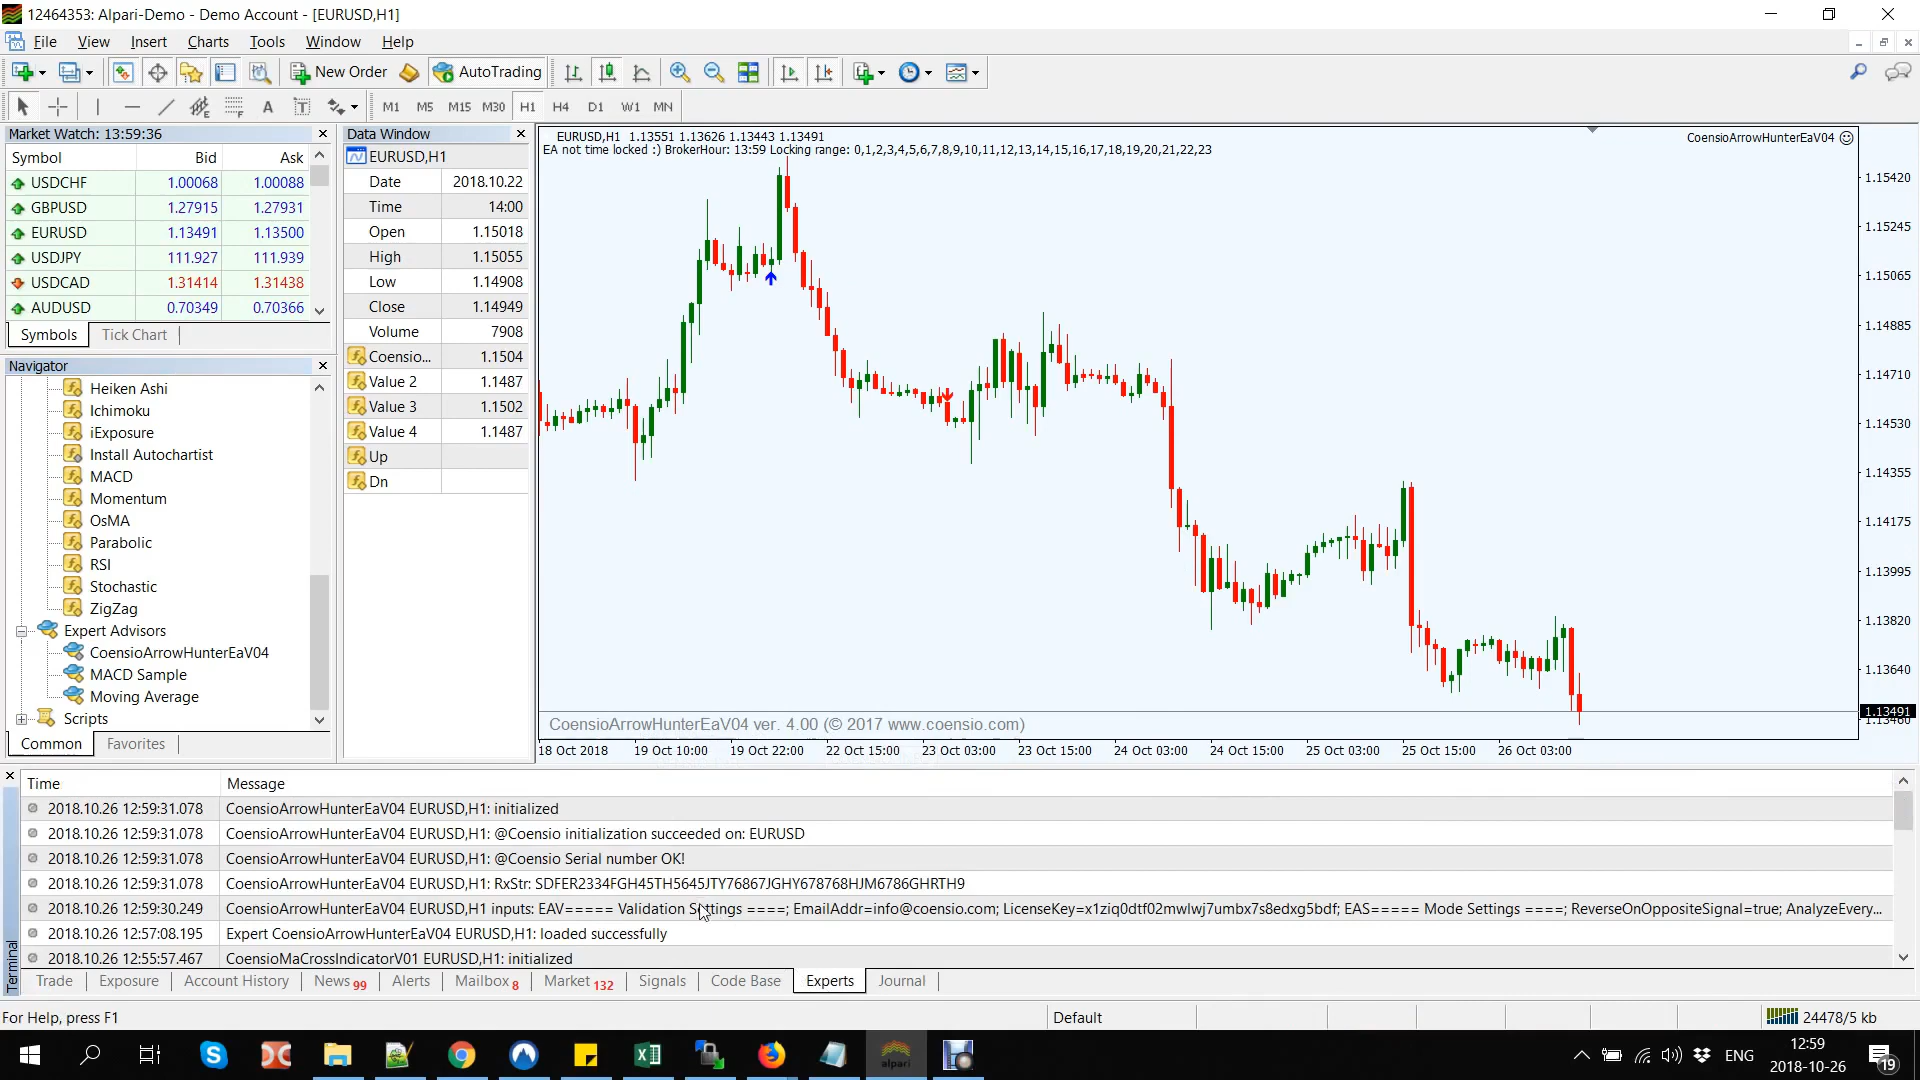 12464353: Alpari-Demo - Demo Account - [EURUSD,H1]
File View Insert Charts Tools Window Help
New Order AutoTrading
A T M1 M5 M15 M30 H1 H4 D1 W1 MN
Market Watch: 13:59:36
Symbol Bid Ask
USDCHF 1.00068 1.00088
GBPUSD 1.27915 1.27931
EURUSD 1.13491 1.13500
USDJPY 111.927 111.939
USDCAD 1.31414 1.31438
AUDUSD 0.70349 0.70366
Symbols Tick Chart
Navigator
Heiken Ashi
Ichimoku
iExposure
Install Autochartist
MACD
Momentum
OsMA
Parabolic
RSI
Stochastic
ZigZag
Expert Advisors
CoensioArrowHunterEaV04
MACD Sample
Moving Average
Scripts
Common Favorites
Data Window
EURUSD,H1
Date 2018.10.22
Time 14:00
Open 1.15018
High 1.15055
Low 1.14908
Close 1.14949
Volume 7908
Coensio... 1.1504
Value 2 1.1487
Value 3 1.1502
Value 4 1.1487
Up
Dn
EURUSD,H1 1.13551 1.13626 1.13443 1.13491
EA not time locked :) BrokerHour: 13:59 Locking range: 0,1,2,3,4,5,6,7,8,9,10,11,12,13,14,15,16,17,18,19,20,21,22,23
CoensioArrowHunterEaV04
1.15420
1.15245
1.15065
1.14885
1.14710
1.14530
1.14355
1.14175
1.13995
1.13820
1.13640
1.13491
1.13460
CoensioArrowHunterEaV04 ver. 4.00 (© 2017 www.coensio.com)
18 Oct 2018 19 Oct 10:00 19 Oct 22:00 22 Oct 15:00 23 Oct 03:00 23 Oct 15:00 24 Oct 03:00 24 Oct 15:00 25 Oct 03:00 25 Oct 15:00 26 Oct 03:00
Time Message
2018.10.26 12:59:31.078 CoensioArrowHunterEaV04 EURUSD,H1: initialized
2018.10.26 12:59:31.078 CoensioArrowHunterEaV04 EURUSD,H1: @Coensio initialization succeeded on: EURUSD
2018.10.26 12:59:31.078 CoensioArrowHunterEaV04 EURUSD,H1: @Coensio Serial number OK!
2018.10.26 12:59:31.078 CoensioArrowHunterEaV04 EURUSD,H1: RxStr: SDFER2334FGH45TH5645JTY76867JGHY678768HJM6786GHRTH9
2018.10.26 12:59:30.249 CoensioArrowHunterEaV04 EURUSD,H1 inputs: EAV===== Validation Settings ====; EmailAddr=info@coensio.com; LicenseKey=x1ziq0dtf02mwlwj7umbx7s8edxg5bdf; EAS===== Mode Settings ====; ReverseOnOppositeSignal=true; AnalyzeEvery...
2018.10.26 12:57:08.195 Expert CoensioArrowHunterEaV04 EURUSD,H1: loaded successfully
2018.10.26 12:55:57.467 CoensioMaCrossIndicatorV01 EURUSD,H1: initialized
Terminal
Trade Exposure Account History News 99 Alerts Mailbox 8 Market 132 Signals Code Base Experts Journal
For Help, press F1 Default 24478/5 kb
alpari ENG 12:59
2018-10-26 19